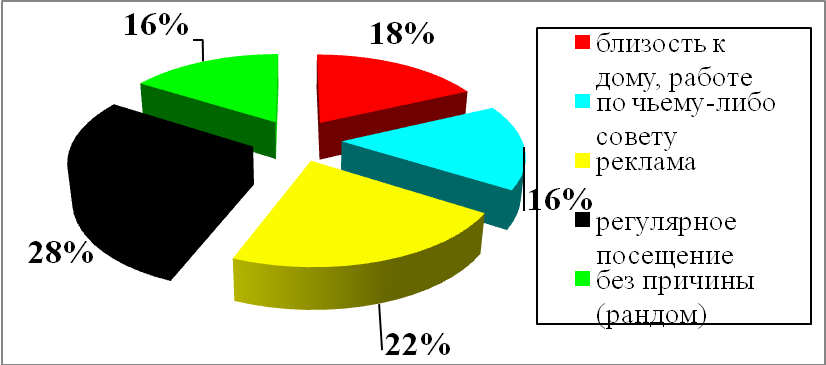 16%
18%
16%
22%
28%
близость к
дому, работе
по чьему-либо
совету
реклама
регулярное
посещение
без причины
(рандом)